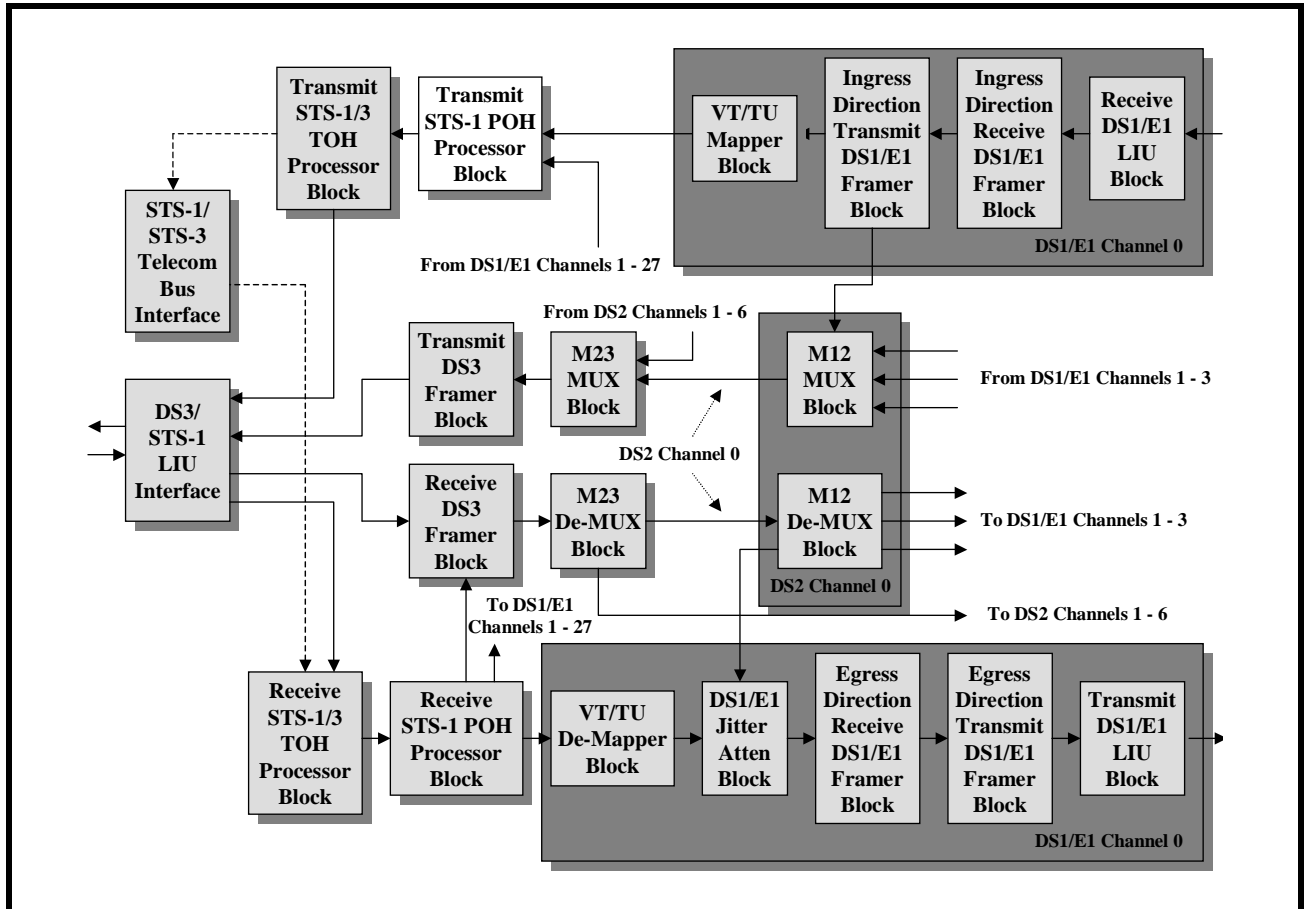 Transmit
STS-1/3
TOH
Processor
Block
Transmit
STS-1 POH
Processor
Block
VT/TU
Mapper
Block
Ingress
Direction
Transmit
DS1/E1
Framer
Block
Ingress
Direction
Receive
DS1/E1
Framer
Block
Receive
DS1/E1
LIU
Block
DS1/E1 Channel 0
STS-1/
STS-3
Telecom
Bus
Interface
From DS1/E1 Channels 1 - 27
From DS2 Channels 1 - 6
Transmit
DS3
Framer
Block
M23
MUX
Block
M12
MUX
Block
From DS1/E1 Channels 1 - 3
DS3/
STS-1
LIU
Interface
DS2 Channel 0
Receive
DS3
Framer
Block
M23
De-MUX
Block
M12
De-MUX
Block
To DS1/E1 Channels 1 - 3
DS2 Channel 0
To DS1/E1
Channels 1 - 27
To DS2 Channels 1 - 6
Receive
STS-1/3
TOH
Processor
Block
Receive
STS-1 POH
Processor
Block
VT/TU
De-Mapper
Block
DS1/E1
Jitter
Atten
Block
Egress
Direction
Receive
DS1/E1
Framer
Block
Egress
Direction
Transmit
DS1/E1
Framer
Block
Transmit
DS1/E1
LIU
Block
DS1/E1 Channel 0